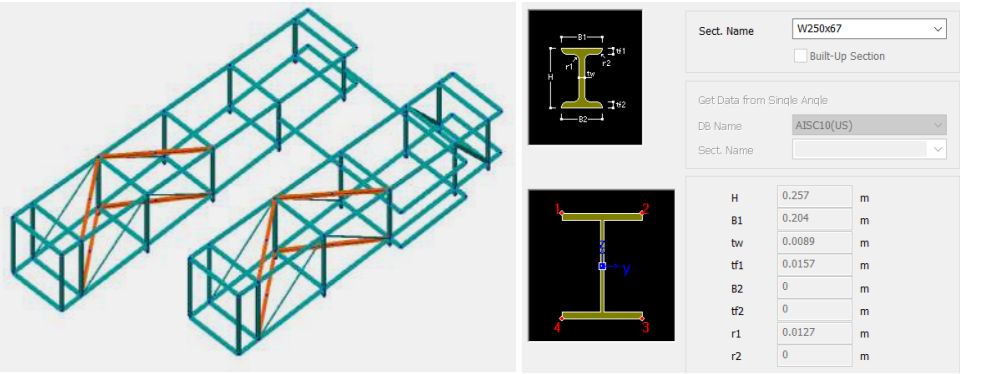 B1
tf1
r1
r2
H
tw
tf2
B2
1
2
z
y
4
3
Sect. Name W250x67
Built-Up Section
Get Data from Single Angle
DB Name AISC10(US)
Sect. Name
H 0.257 m
B1 0.204 m
tw 0.0089 m
tf1 0.0157 m
B2 0 m
tf2 0 m
r1 0.0127 m
r2 0 m